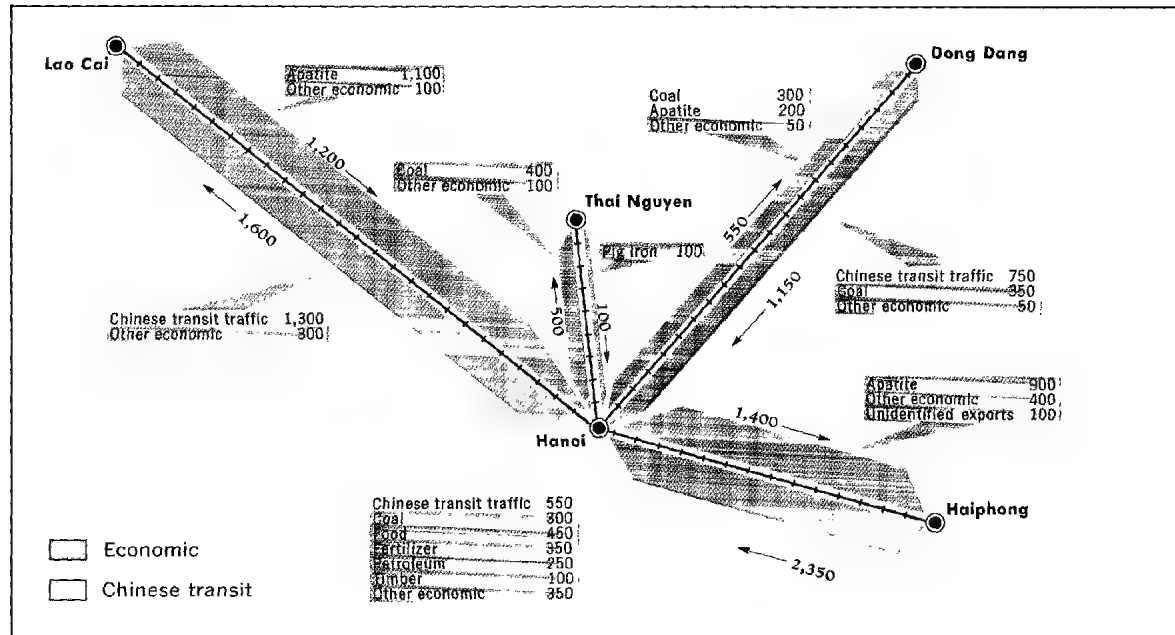 Lao Cai
Dong Dang
Apatite 1,100
Other economic 100
Coal 300
Apatite 200
Other economic 50
1,200
1,600
Coal 400
Other economic 100
Thai Nguyen
Pig iron 100
550
1,150
500
100
Chinese transit traffic 750
Coal 350
Other economic 50
Chinese transit traffic 1,300
Other economic 300
Apatite 900
Other economic 400
Unidentified exports 100
1,400
Hanoi
Haiphong
2,350
Chinese transit traffic 550
Coal 300
Food 450
Fertilizer 350
Petroleum 250
Timber 100
Other economic 350
Economic
Chinese transit